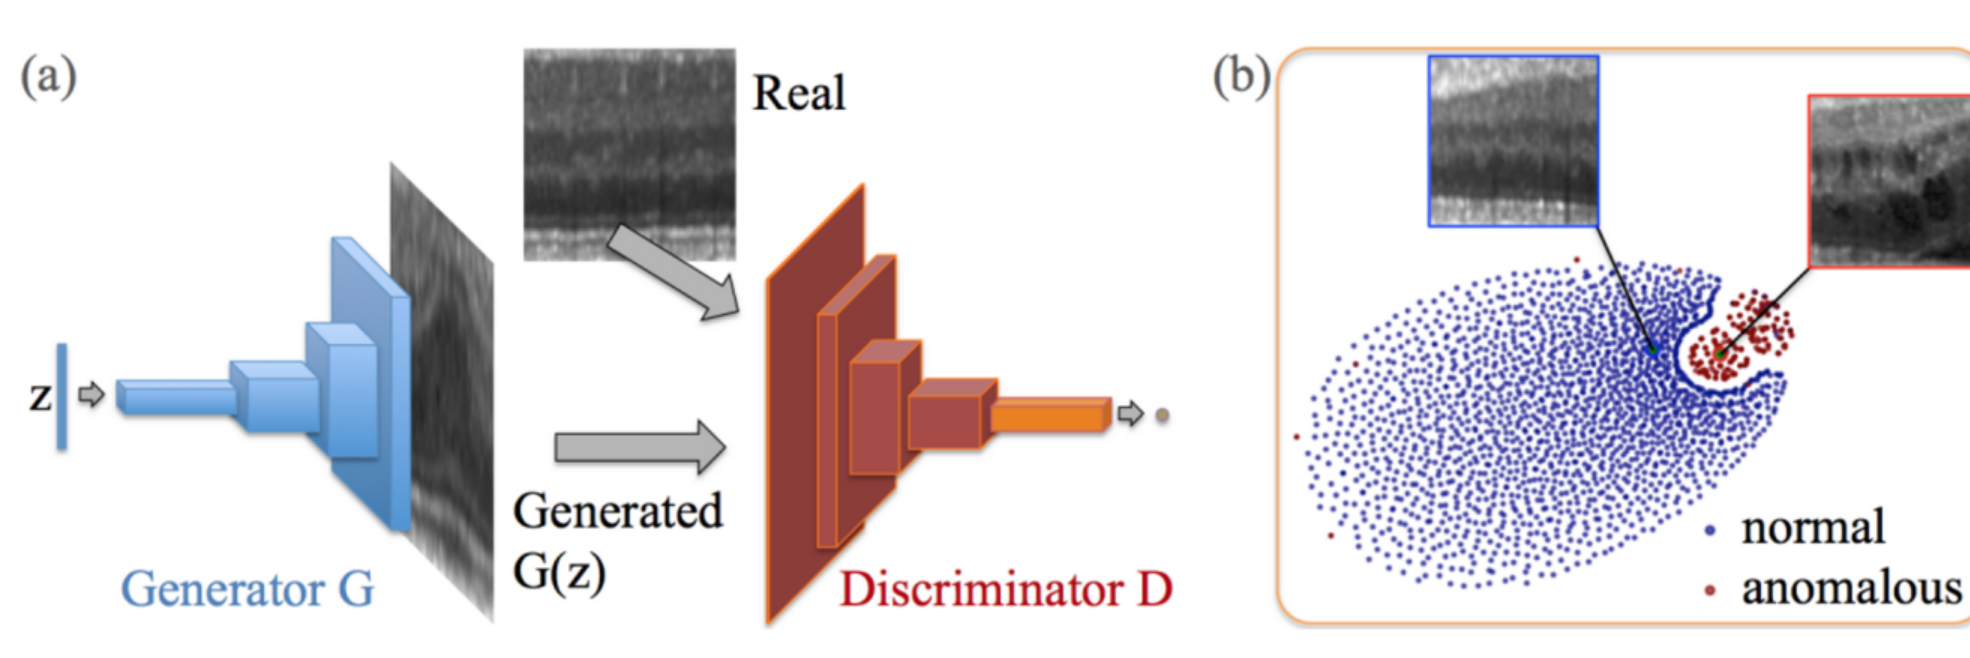 (a)
Real
z
Generated
G(z)
Generator G
Discriminator D
(b)
normal
anomalous